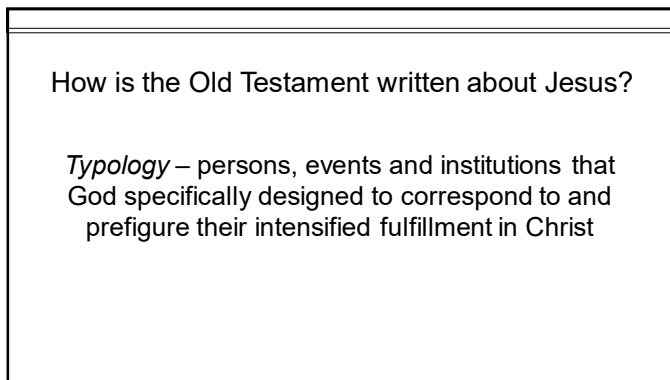 How is the Old Testament written about Jesus?
Typology – persons, events and institutions that
God specifically designed to correspond to and
prefigure their intensified fulfillment in Christ